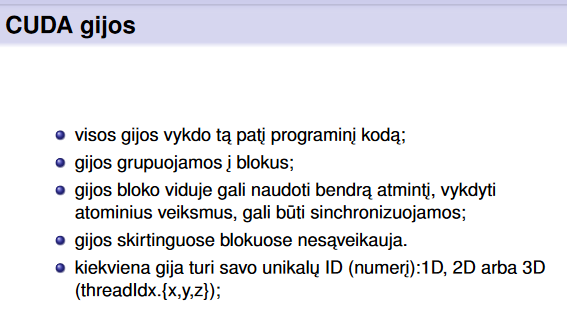 CUDA gijos
visos gijos vykdo tą patį programinį kodą;
gijos grupuojamos į blokus;
gijos bloko viduje gali naudoti bendrą atmintį, vykdyti
atominius veiksmus, gali būti sinchronizuojamos;
gijos skirtinguose blokuose nesąveikauja.
kiekviena gija turi savo unikalų ID (numerį):1D, 2D arba 3D
(threadIdx.{x,y,z});